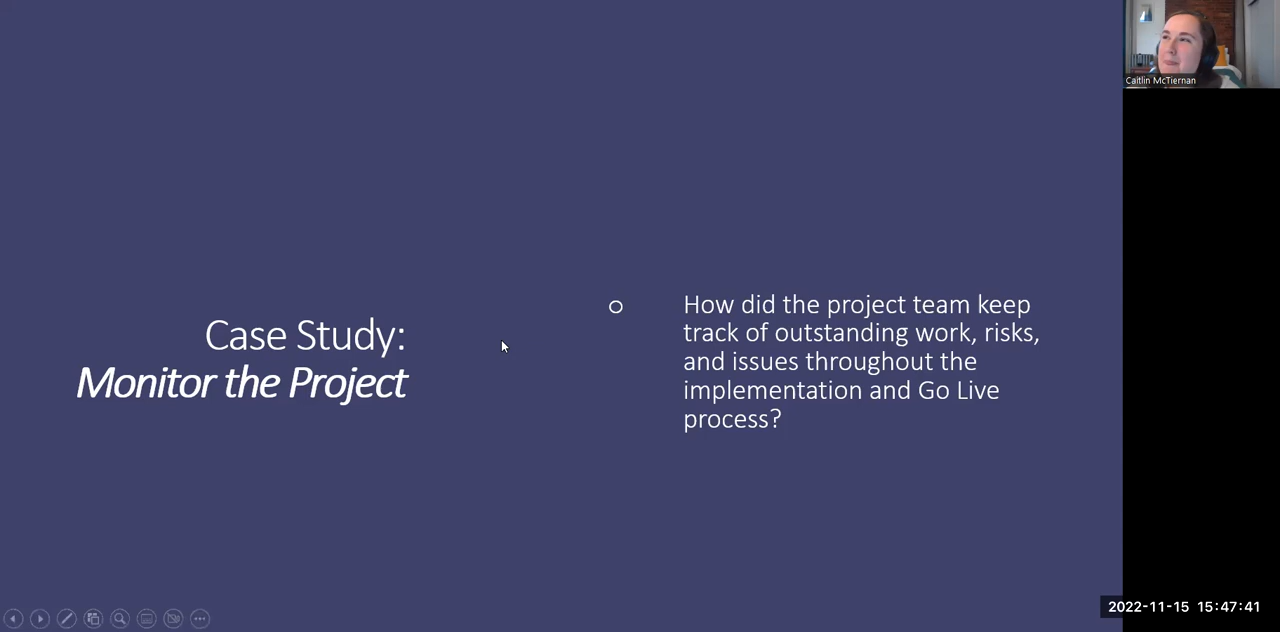 Case Study:
Monitor the Project
How did the project team keep
track of outstanding work, risks,
and issues throughout the
implementation and Go Live
process?
Caitlin McTiernan
2022-11-15 15:47:41